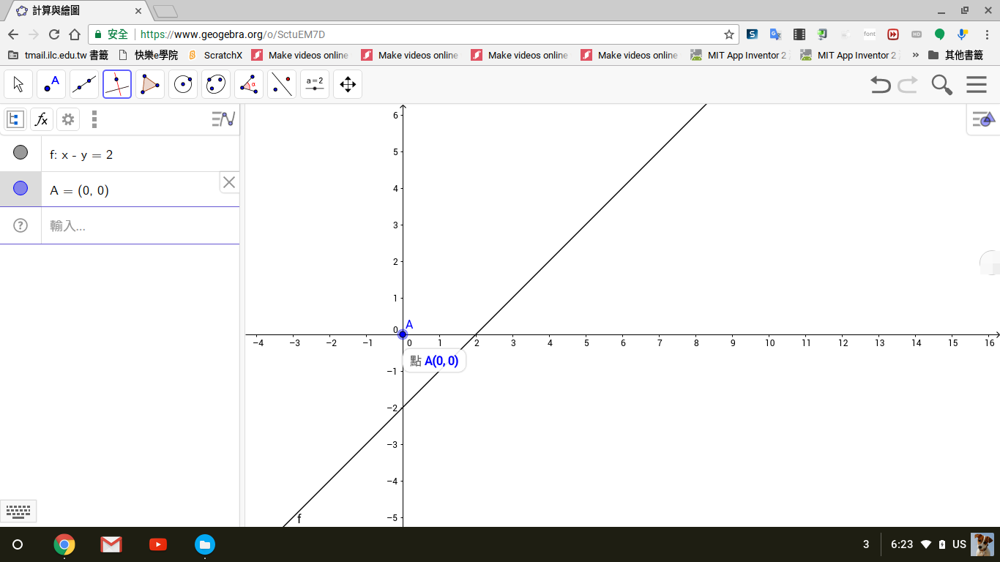 計算與繪圖
安全 https://www.geogebra.org/o/SctuEM7D
tmail.ilc.edu.tw 書籤 快樂e學院 ScratchX Make videos online Make videos online Make videos online Make videos online MIT App Inventor 2 MIT App Inventor 2 » 其他書籤
A α a=2
fx
f: x - y = 2
A = (0, 0)
輸入...
6
5
4
3
2
1
0
A
−4 −3 −2 −1 0 1 2 3 4 5 6 7 8 9 10 11 12 13 14 15 16
點 A(0, 0)
−1
−2
−3
−4
−5
f
3 6:23 US